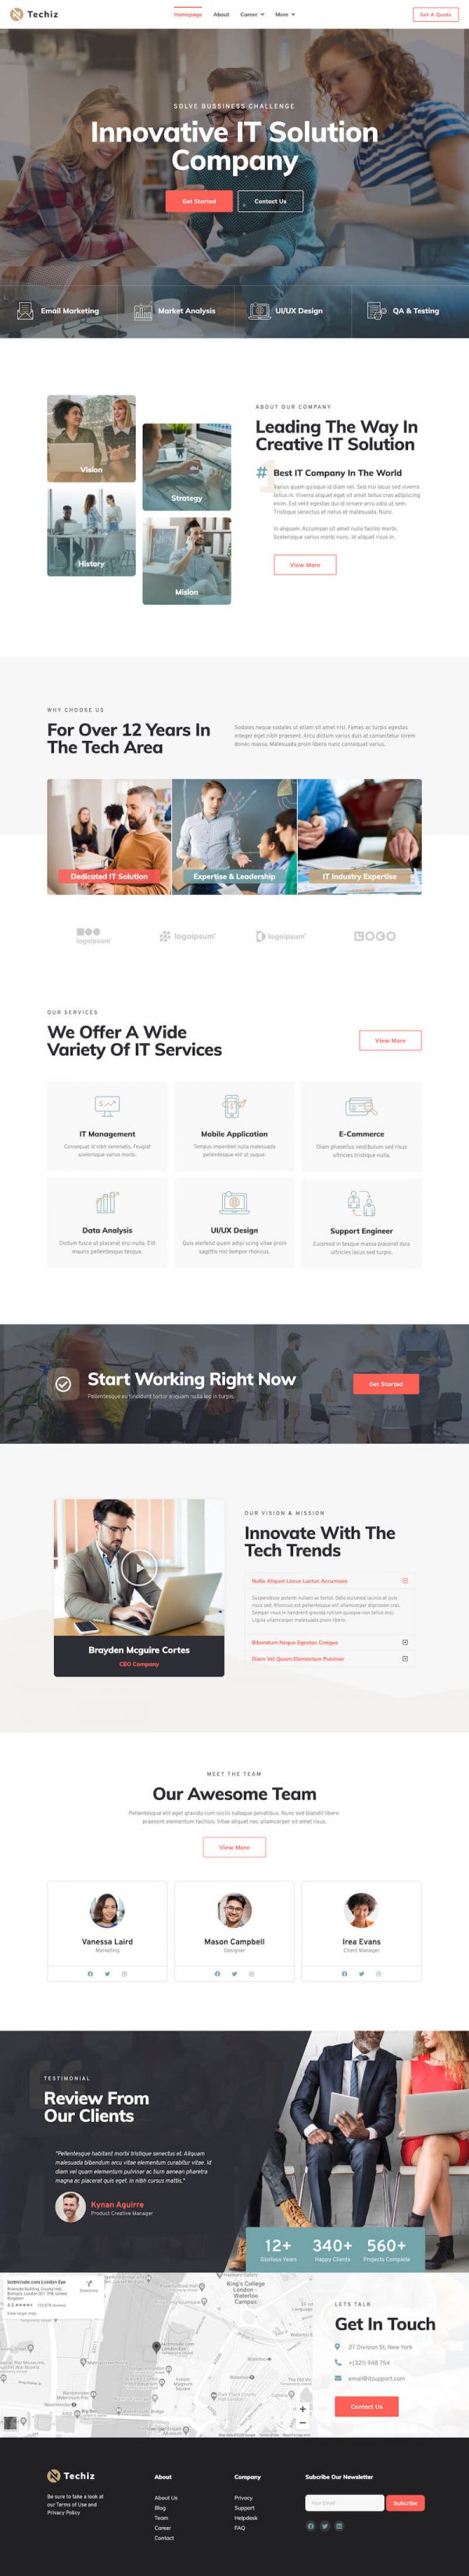 Techiz
Homepage About Career More
Get A Quote
SOLVE BUSSINESS CHALLENGE
Innovative IT Solution
Company
Get Started
Contact Us
Email Marketing
Market Analysis
UI/UX Design
QA & Testing
Vision
Strategy
History
Mision
ABOUT OUR COMPANY
Leading The Way In
Creative IT Solution
#1
Best IT Company In The World
Varius quam quisque id diam vel. Sed nisi lacus sed viverra
tellus in. Viverra aliquet eget sit amet tellus cras adipiscing
enim. Est velit egestas dui id ornare arcu odio ut sem.
Tristique senectus et netus et malesuada. Nunc.
In aliquam. Accumsan sit amet nulla facilisi morbi.
Scelerisque varius morbi nunc. Id aliquet risus in.
View More
WHY CHOOSE US
For Over 12 Years In
The Tech Area
Sodales neque sodales ut etiam sit amet nisl. Fames ac turpis egestas
integer eget nibh praesent. Arcu dictum varius duis at consectetur lorem
donec massa. Malesuada proin libero nunc consequat varius.
Dedicated IT Solution
Expertise & Leadership
IT Industry Expertise
logoipsum
logoipsum
logoipsum
LOGO
OUR SERVICES
We Offer A Wide
Variety Of IT Services
View More
IT Management
Consequat id nibh venenatis. Feugiat
scelerisque varius morbi.
Mobile Application
Tempus imperdiet nulla malesuada
pellentesque elit ut augue.
E-Commerce
Diam phasellus vestibulum sed risus
ultricies tristique nulla.
Data Analysis
Dictum fusce ut placerat orci nulla. Elit
mauris pellentesque tesque.
UI/UX Design
Quis eleifend quam adipi scing vitae proin
sagittis nisl tempor rhoncus.
Support Engineer
Euismod in tesque massa placerat duis
ultricies lacus sed turpis.
Start Working Right Now
Pellentesque eu tincidunt tortor aliquam nulla led in turpis.
Get Started
Brayden Mcguire Cortes
CEO Company
OUR VISION & MISSION
Innovate With The
Tech Trends
Nulla Aliquet Lacus Luctus Accumsan
Suspendisse potenti nullam ac tortor. Odio euismod lacinia at quis
risus sed. Rhoncus est pellentesque elit ullamcorper dignissim cras.
Semper risus in hendrerit gravida rutrum quisque non tellus orci.
Ligula ullamcorper malesuada proin libero.
Bibendum Neque Egestas Congue
Diam Vel Quam Elementum Pulvinar
MEET THE TEAM
Our Awesome Team
Pellentesque elit eget gravida cum sociis natoque penatibus. Nunc sed blandit libero
praesent elementum facilisis. Vitae aliquet nec ullamcorper sit amet risus.
View More
Vanessa Laird
Marketing
Mason Campbell
Designer
Irea Evans
Client Manager
TESTIMONIAL
Review From
Our Clients
"Pellentesque habitant morbi tristique senectus et. Aliquam
malesuada bibendum arcu vitae elementum curabitur vitae. Id
diam vel quam elementum pulvinar ac tium aenean pharetra
magna ac placerat quis eget, in nibh cursus mattis."
Kynan Aguirre
Product Creative Manager
12+
Glorious Years
340+
Happy Clients
560+
Projects Complete
LETS TALK
Get In Touch
27 Division St, New York
+(321) 948 754
email@itsupport.com
Contact Us
King's College
London -
Waterloo
Campus
Techiz
Be sure to take a look at
our Terms of Use and
Privacy Policy
About
About Us
Blog
Team
Career
Contact
Company
Privacy
Support
Helpdesk
FAQ
Subcribe Our Newsletter
Your Email
Subcribe